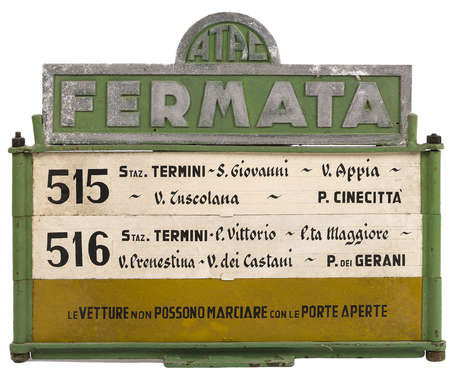 ATAC
FERMATA
515 STAZ. TERMINI - S. Giovanni ~ V. Appia ~
~ V. Tuscolana ~ P. CINECITTÀ
516 STAZ. TERMINI - P. Vittorio ~ P.ta Maggiore ~
V. Prenestina ~ V. dei Castani ~ P. DEI GERANI
LE VETTURE NON POSSONO MARCIARE CON LE PORTE APERTE